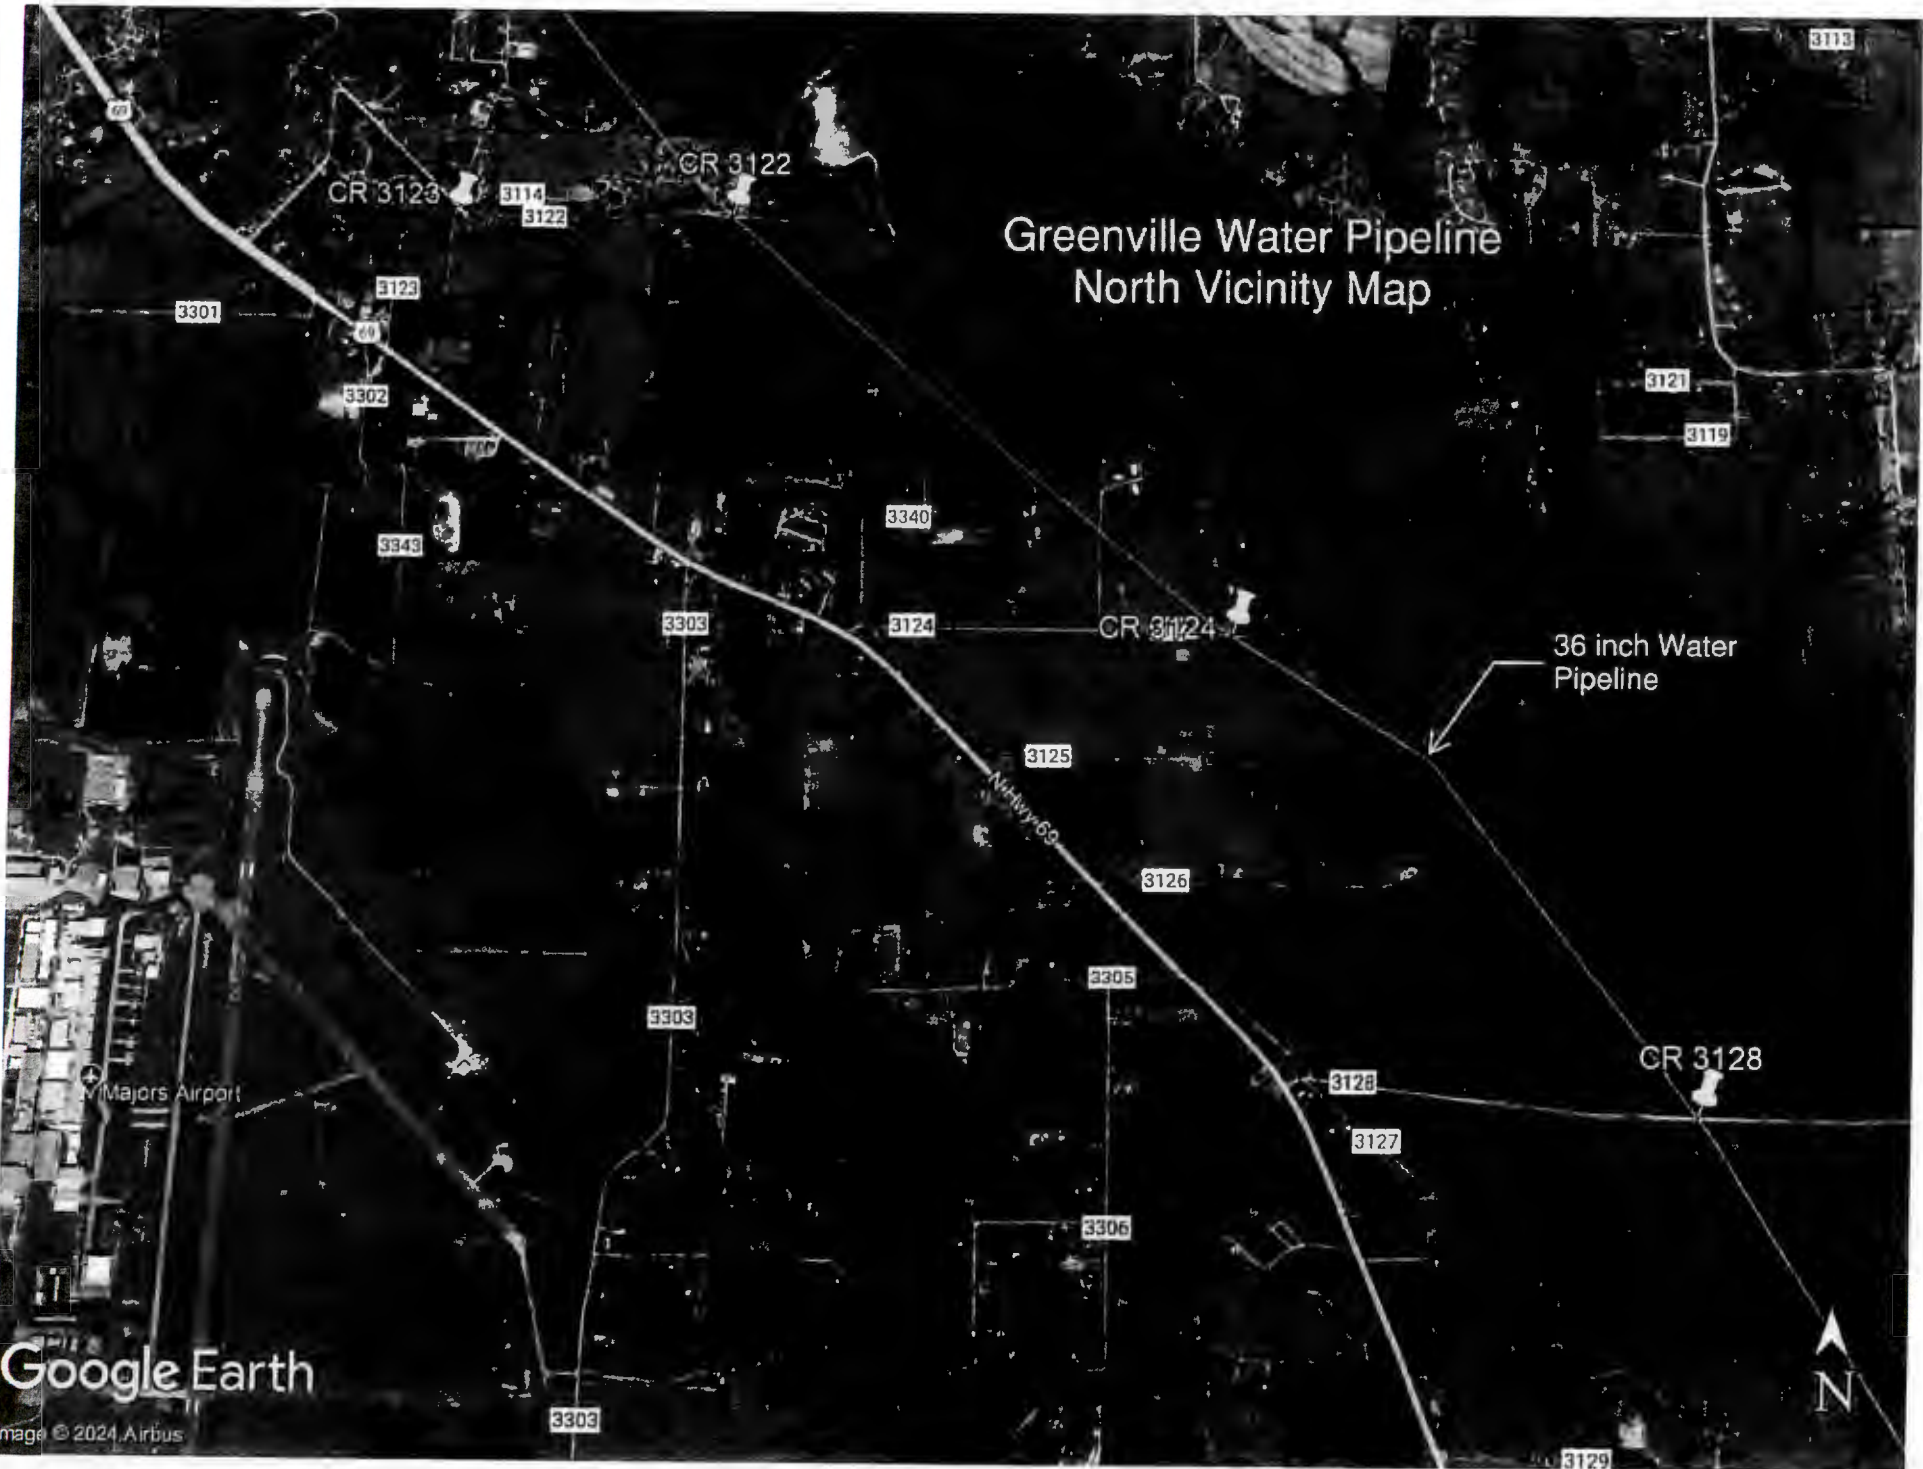 3113
69
CR 3122
CR 3123
3114
3122
Greenville Water Pipeline
North Vicinity Map
3123
3301
69
3302
3121
3119
3340
3343
3303
3124
CR 3124
36 inch Water
Pipeline
3125
N Hwy 69
3126
3305
3303
CR 3128
3128
Majors Airport
3127
3306
Google Earth
3303
mage © 2024 Airbus
N
3129